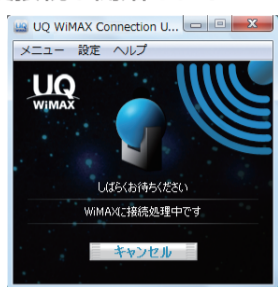 UQ WiMAX Connection U...
メニュー 設定 ヘルプ
UQ
WiMAX
しばらくお待ちください
WiMAXに接続処理中です
キャンセル